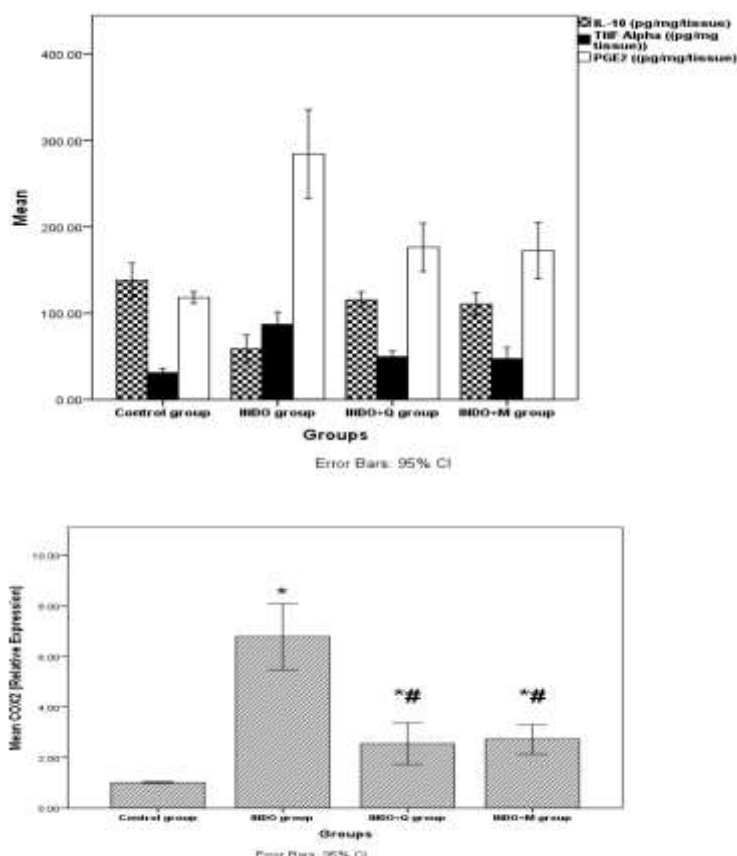 IL-10 (pg/mg/tissue)
TNF Alpha ((pg/mg
tissue))
PGE2 ((pg/mg/tissue)
400.00
300.00
200.00
100.00
0.00
Mean
Control group
INDO group
INDO+Q group
INDO+M group
Groups
Error Bars: 95% CI
10.00
8.00
6.00
4.00
2.00
0.00
Mean COX2 (Relative Expression)
*
*#
*#
Control group
INDO group
INDO+Q group
INDO+M group
Groups
Error Bars: 95% CI